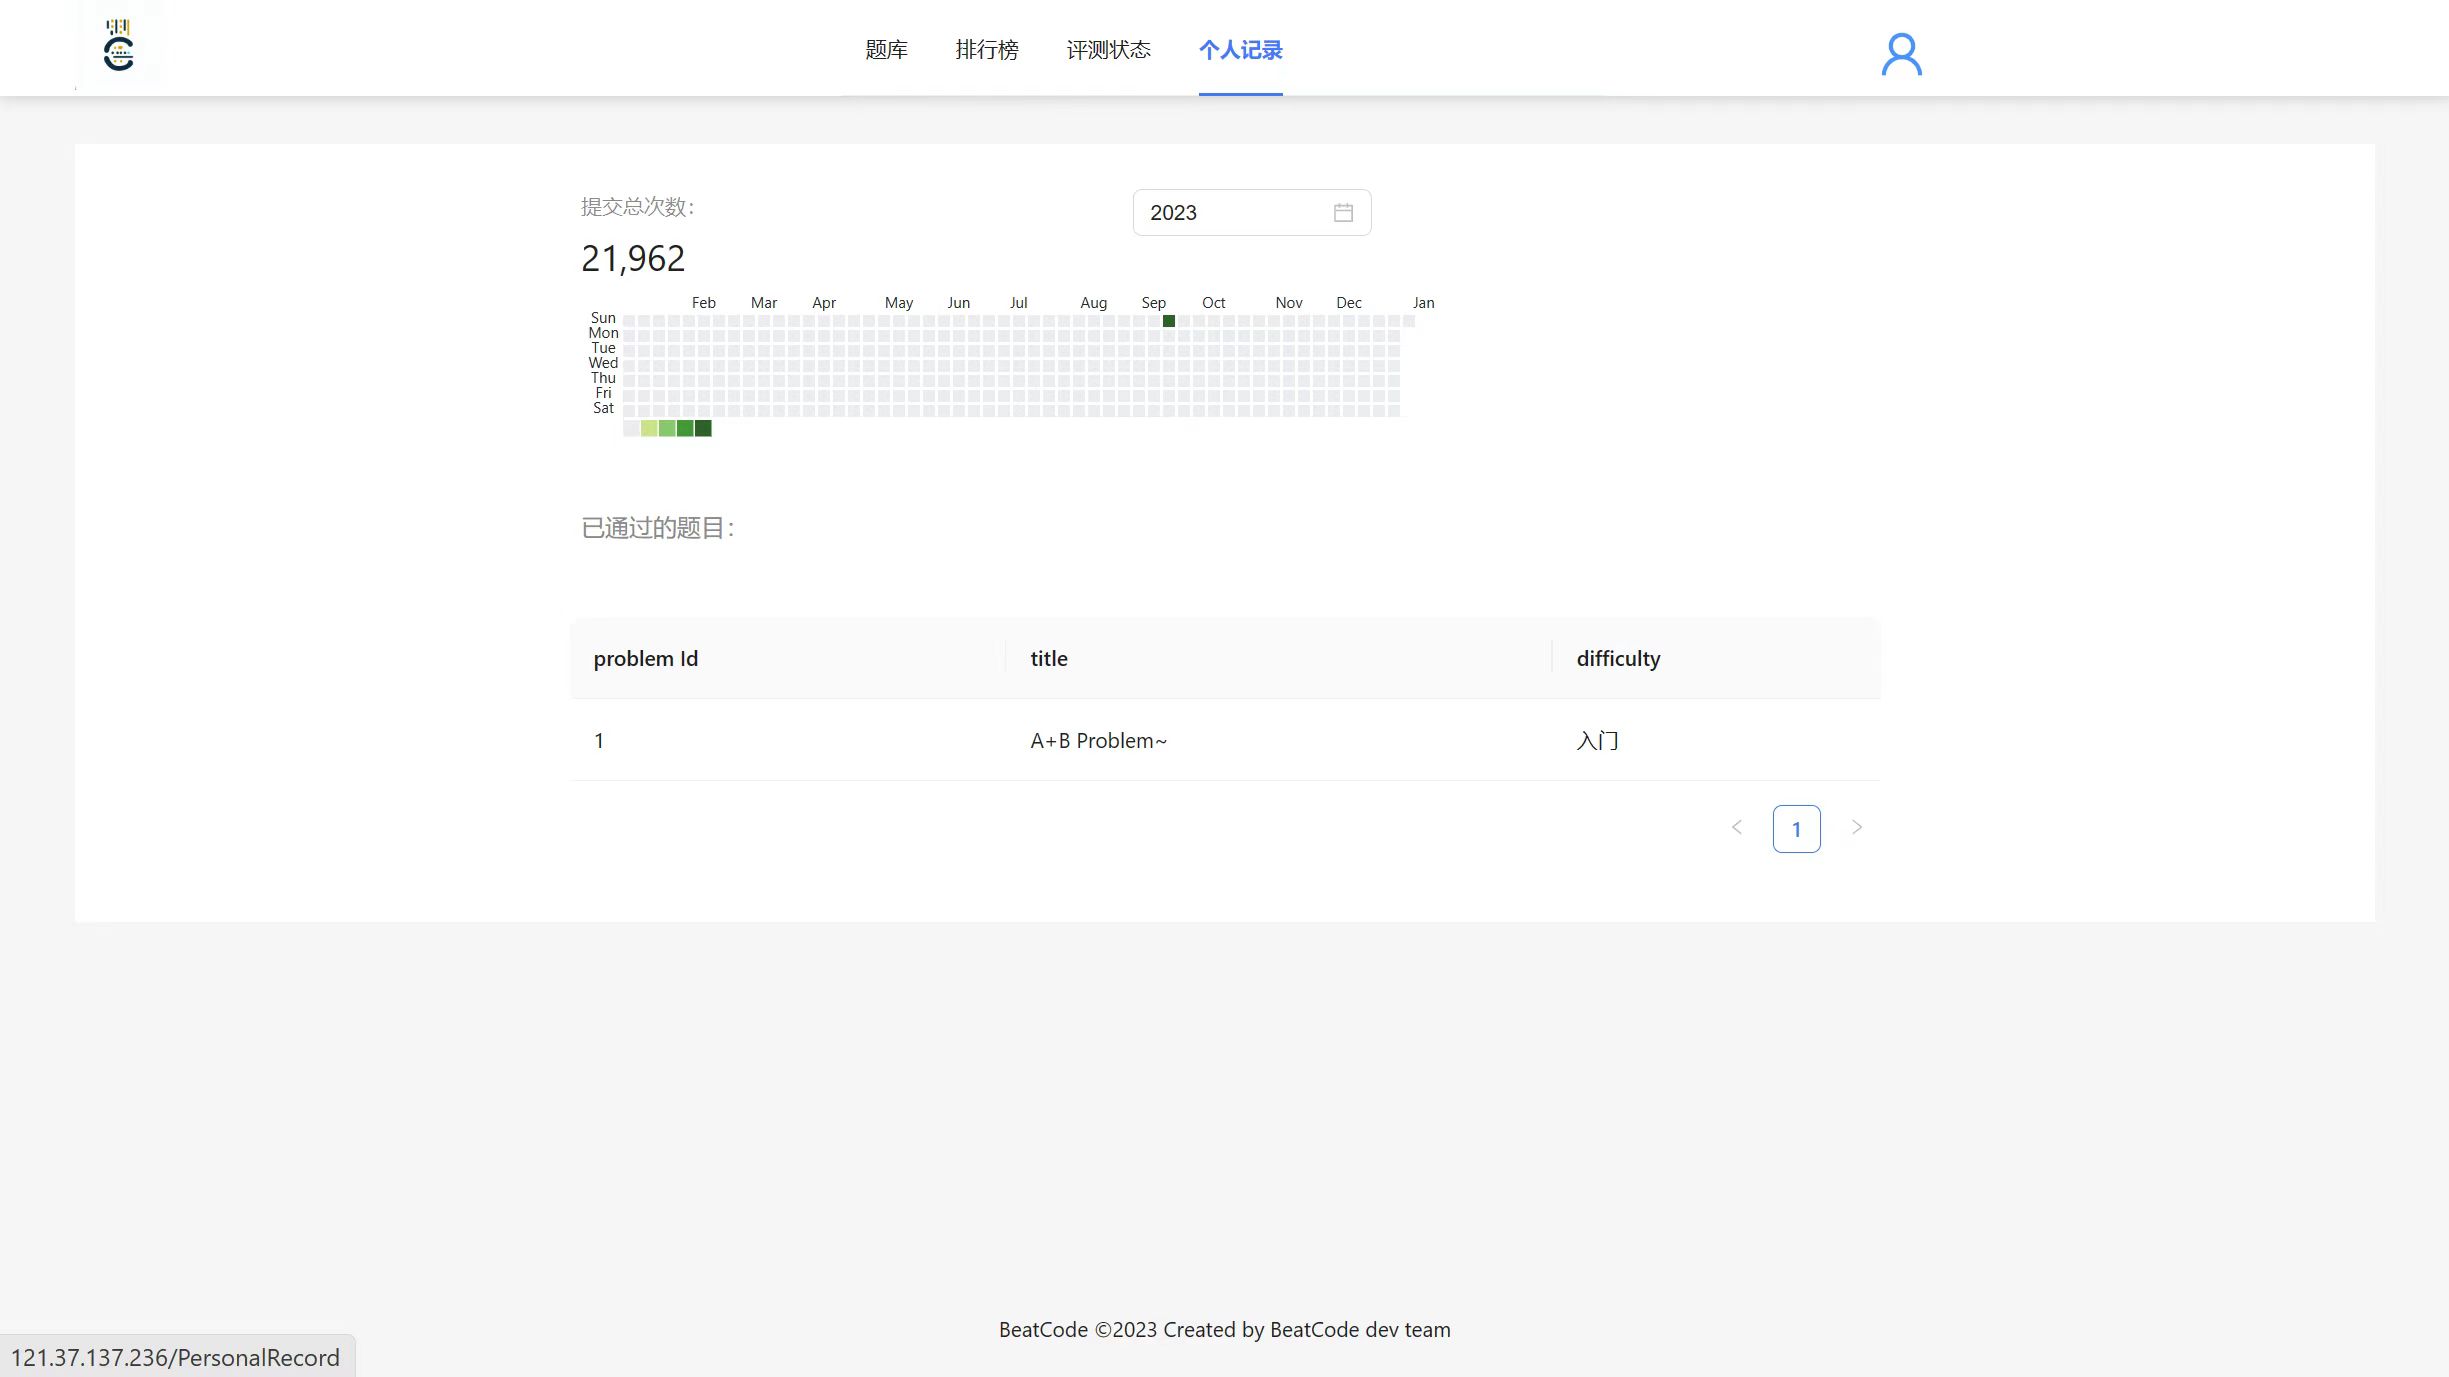 题库 排行榜 评测状态 个人记录
提交总次数：
2023
21,962
Feb Mar Apr May Jun Jul Aug Sep Oct Nov Dec Jan
Sun
Mon
Tue
Wed
Thu
Fri
Sat
已通过的题目：
problem Id title difficulty
1 A+B Problem~ 入门
1
BeatCode ©2023 Created by BeatCode dev team
121.37.137.236/PersonalRecord